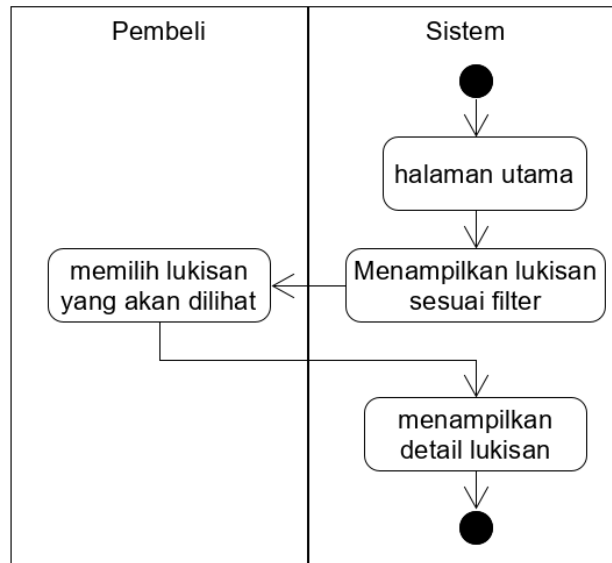 Pembeli
Sistem
halaman utama
Menampilkan lukisan
sesuai filter
memilih lukisan
yang akan dilihat
menampilkan
detail lukisan